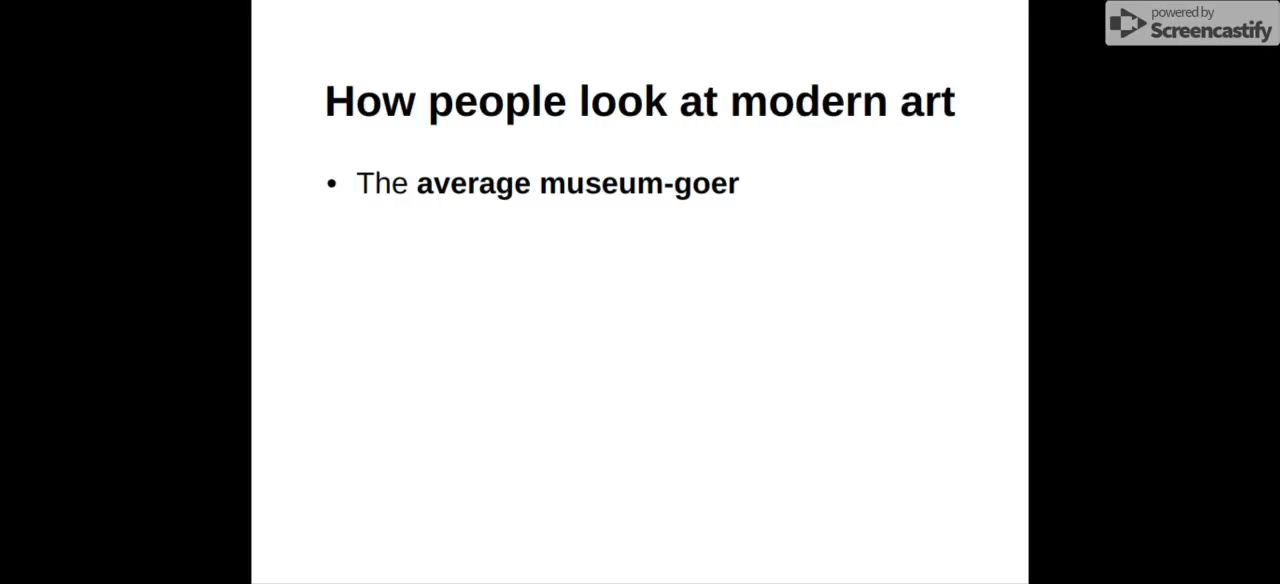 powered by
Screencastify
How people look at modern art
• The average museum-goer